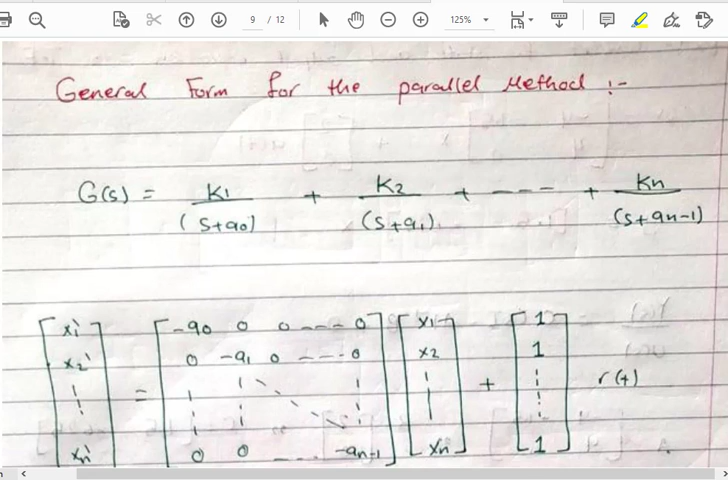 9 / 12 125%
General Form for the parallel Method :-
G(s) = K1/(s+a0) + K2/(s+a1) + --- + Kn/(s+an-1)
[x1̀] = [-a0 0 0 --- 0] [x1] + [1]
[x2̀] [0 -a1 0 --- 0] [x2] [1] r(t)
[xǹ] [0 0 ... -an-1] [xn] [1]